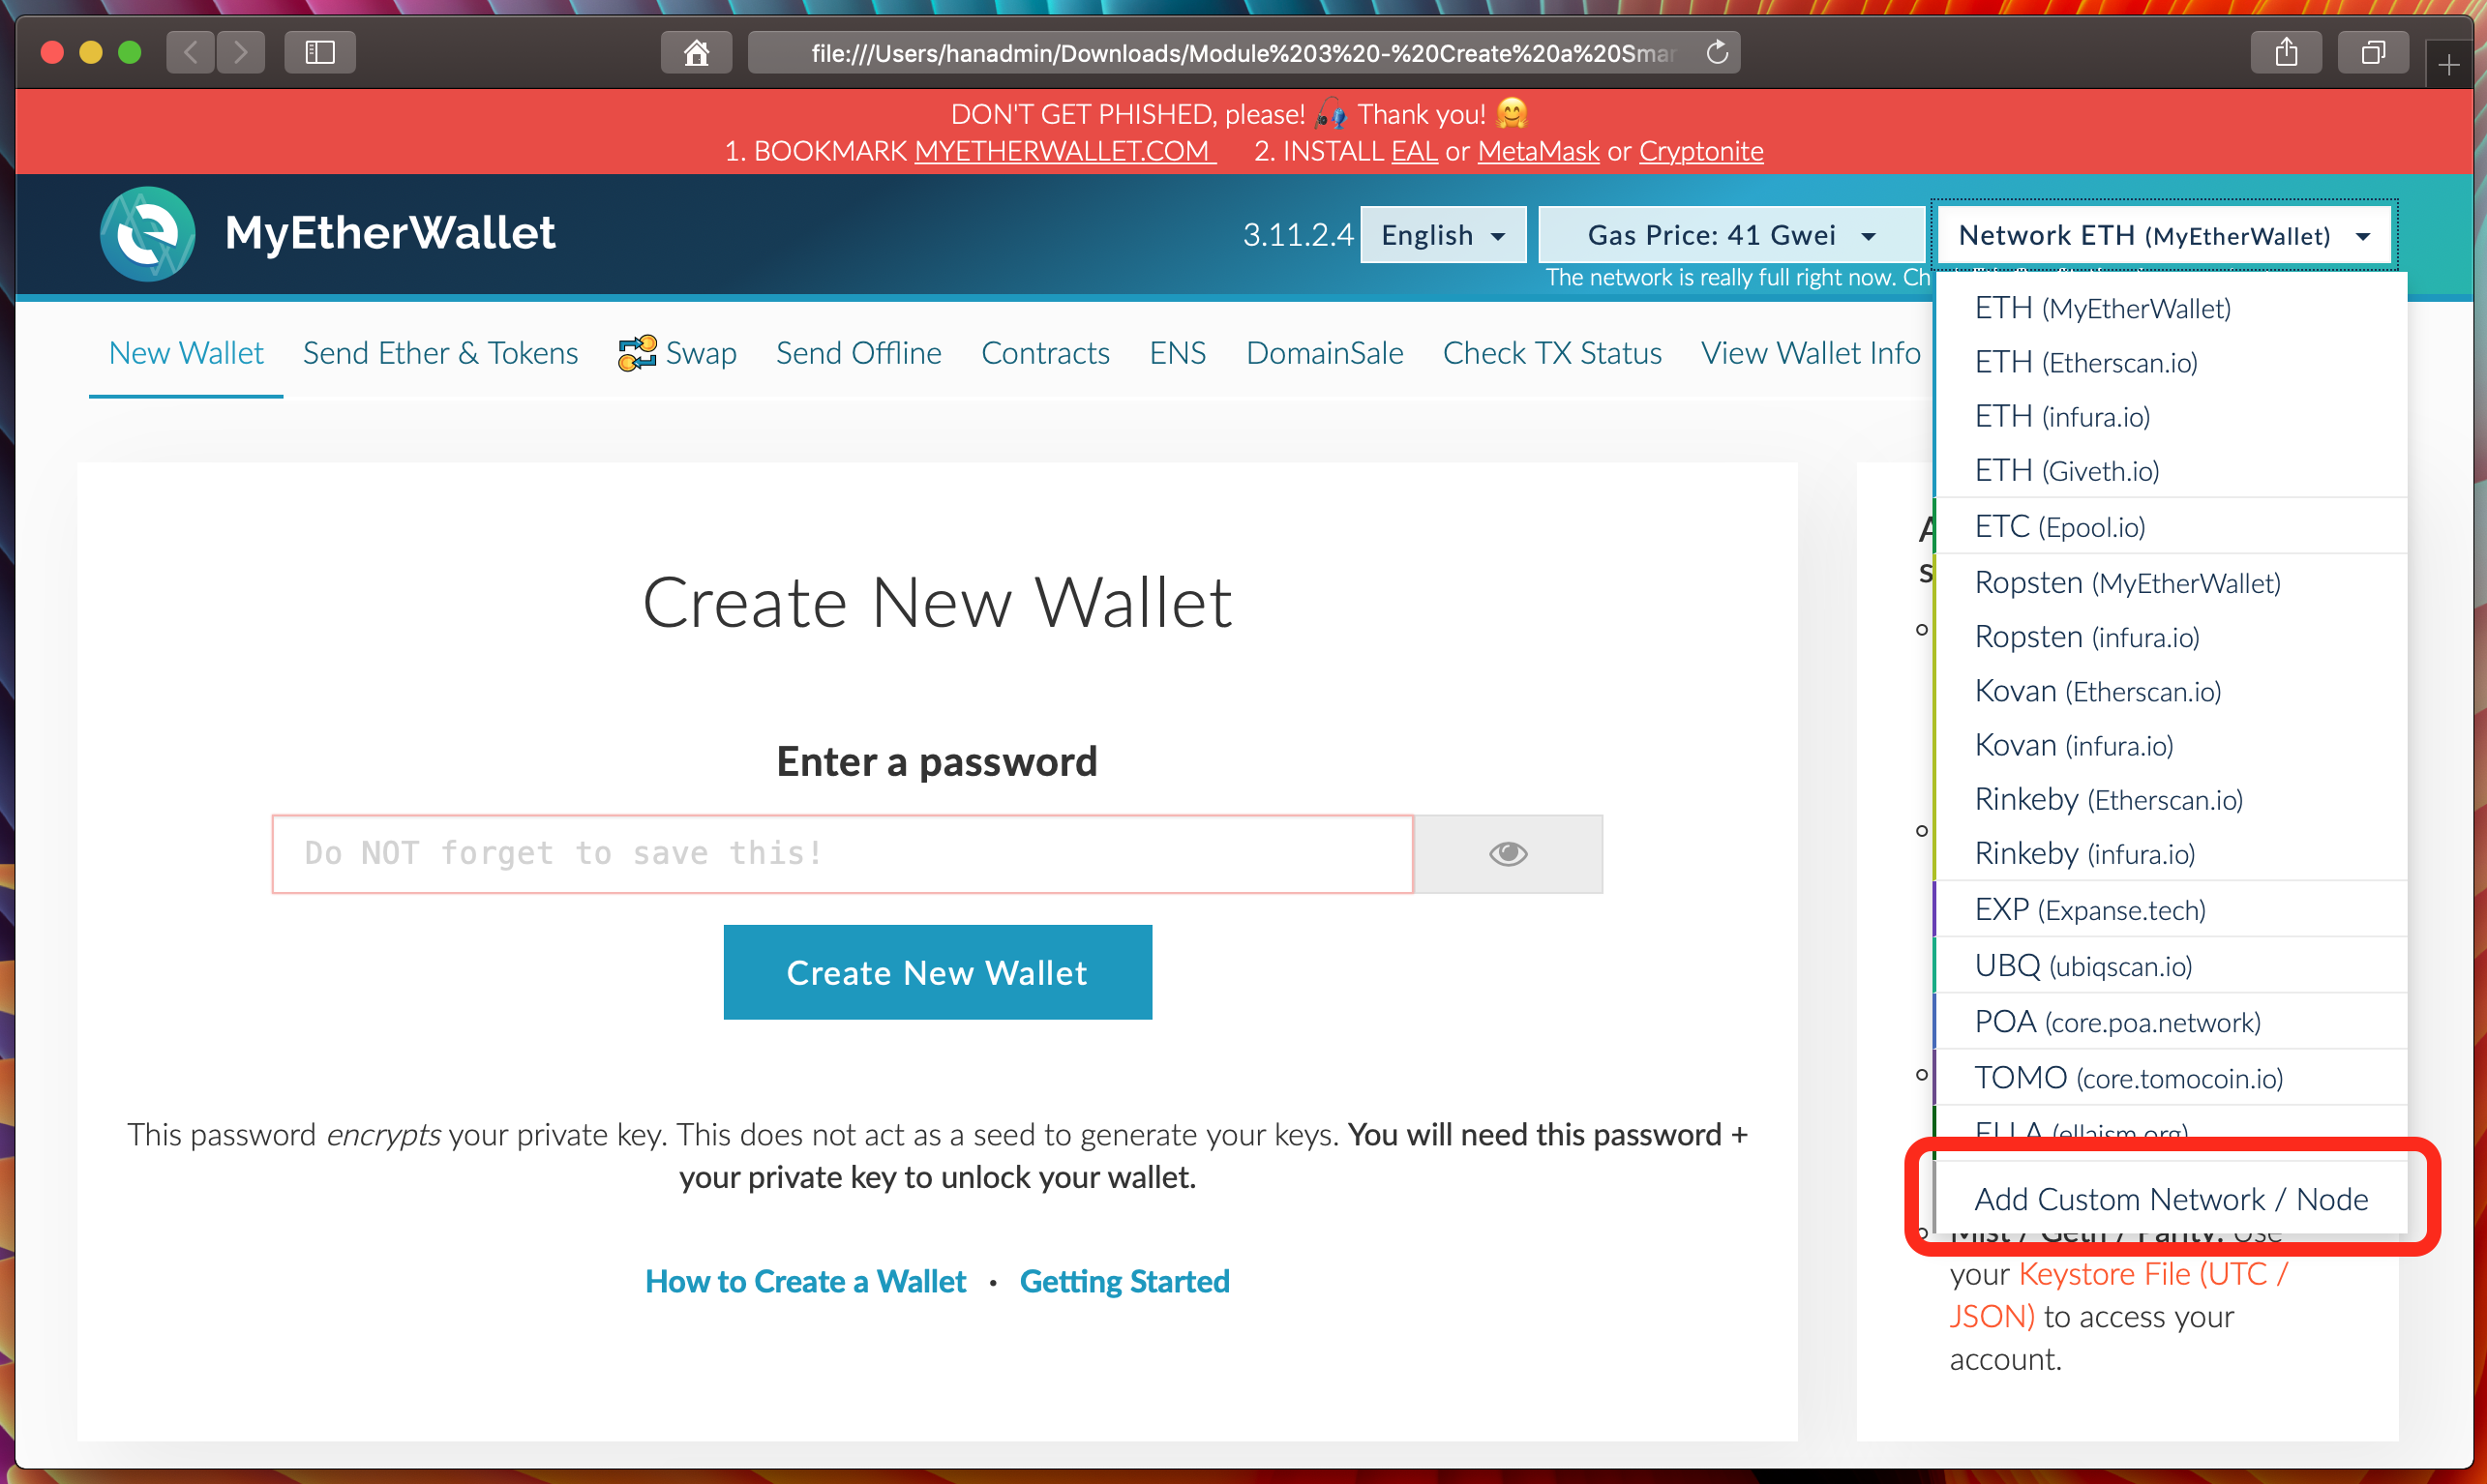 file:///Users/hanadmin/Downloads/Module%203%20-%20Create%20a%20Smar
DON'T GET PHISHED, please! 🎣 Thank you! 🤗
1. BOOKMARK MYETHERWALLET.COM 2. INSTALL EAL or MetaMask or Cryptonite
MyEtherWallet
3.11.2.4
English
Gas Price: 41 Gwei
Network ETH (MyEtherWallet)
The network is really full right now. Ch
New Wallet
Send Ether & Tokens
Swap
Send Offline
Contracts
ENS
DomainSale
Check TX Status
View Wallet Info
ETH (MyEtherWallet)
ETH (Etherscan.io)
ETH (infura.io)
ETH (Giveth.io)
ETC (Epool.io)
Ropsten (MyEtherWallet)
Ropsten (infura.io)
Kovan (Etherscan.io)
Kovan (infura.io)
Rinkeby (Etherscan.io)
Rinkeby (infura.io)
EXP (Expanse.tech)
UBQ (ubiqscan.io)
POA (core.poa.network)
TOMO (core.tomocoin.io)
ELLA (ellaism.org)
Add Custom Network / Node
Create New Wallet
Enter a password
Do NOT forget to save this!
Create New Wallet
This password encrypts your private key. This does not act as a seed to generate your keys. You will need this password +
your private key to unlock your wallet.
How to Create a Wallet • Getting Started
Mist / Geth / Parity: Use
your Keystore File (UTC /
JSON) to access your
account.